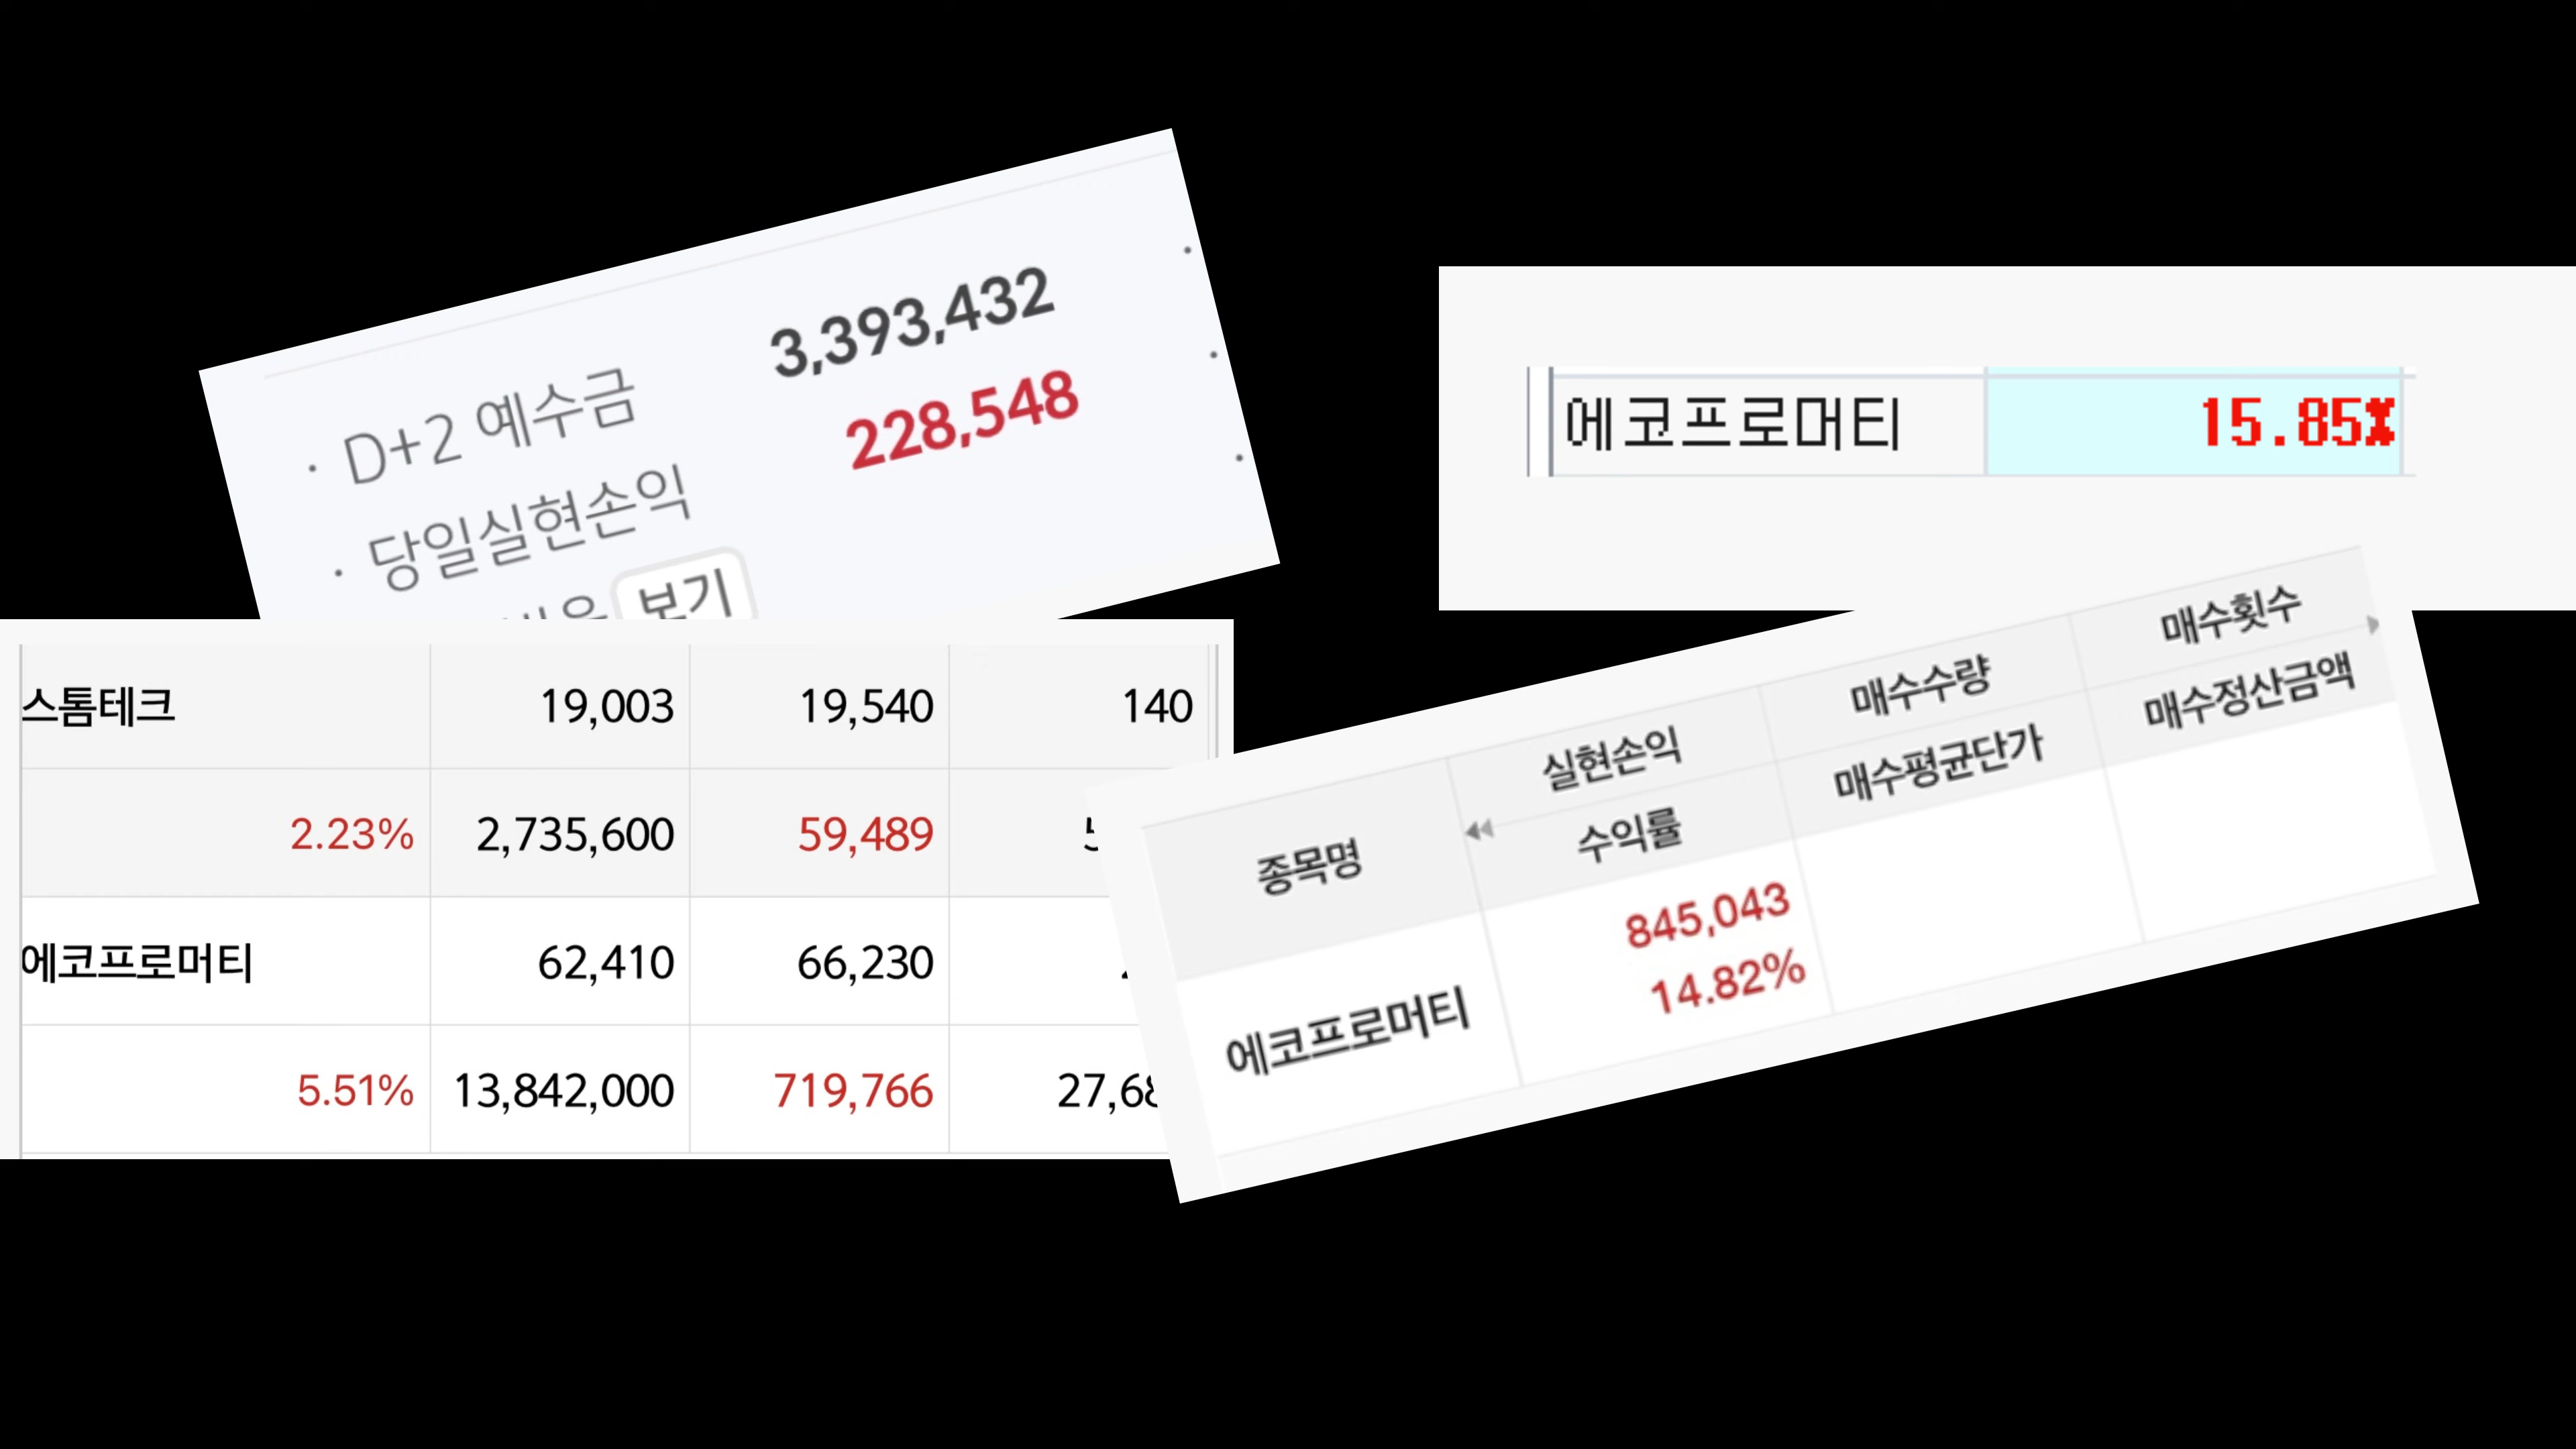 · D+2 예수금 3,393,432
· 당일실현손익 228,548
보기
에코프로머티 15.85%
스톰테크 19,003 19,540 140
2.23% 2,735,600 59,489
에코프로머티 62,410 66,230
5.51% 13,842,000 719,766
종목명 실현손익 매수수량 매수횟수
수익률 매수평균단가 매수정산금액
에코프로머티 845,043
14.82%